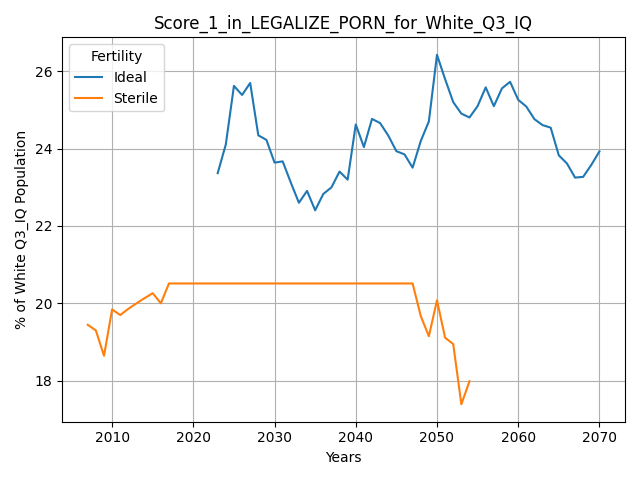 Score_1_in_LEGALIZE_PORN_for_White_Q3_IQ
Fertility
Ideal
Sterile
% of White Q3_IQ Population
26
24
22
20
18
2010 2020 2030 2040 2050 2060 2070
Years